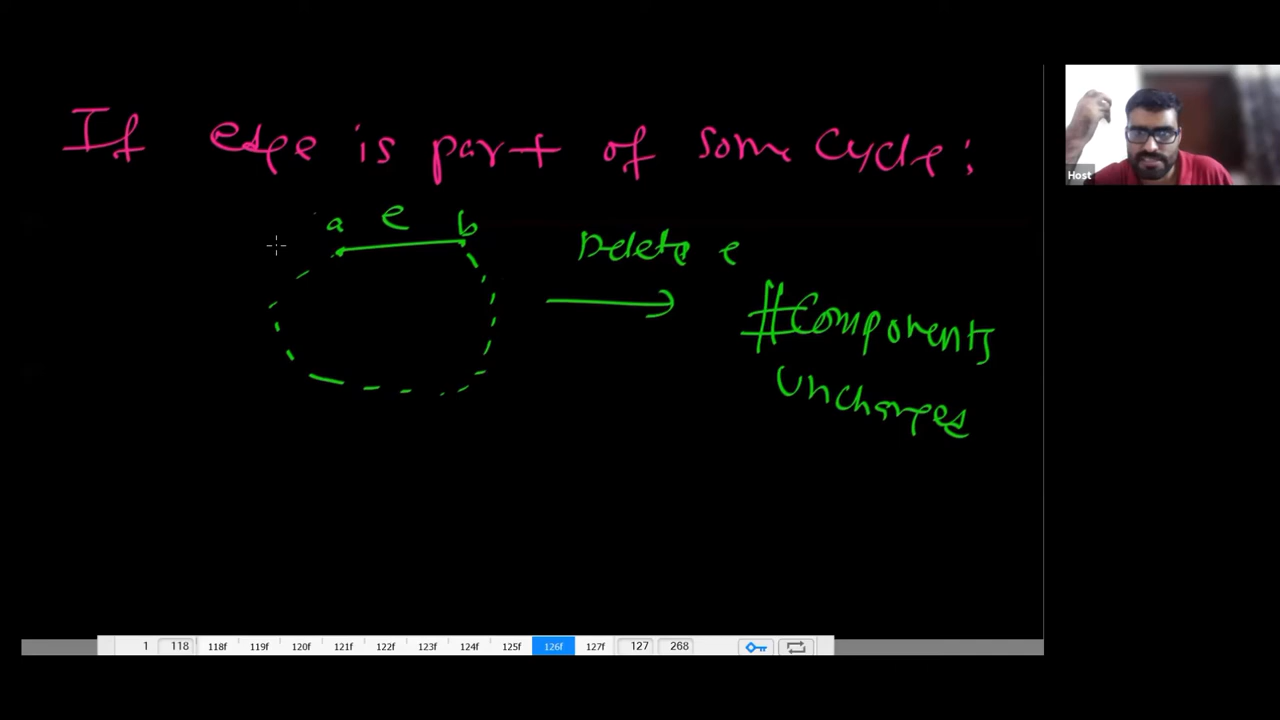 If edge is part of some cycle:
a e b
Delete e
#Components
unchanges
Host
1 118 118f 119f 120f 121f 122f 123f 124f 125f 126f 127f 127 268